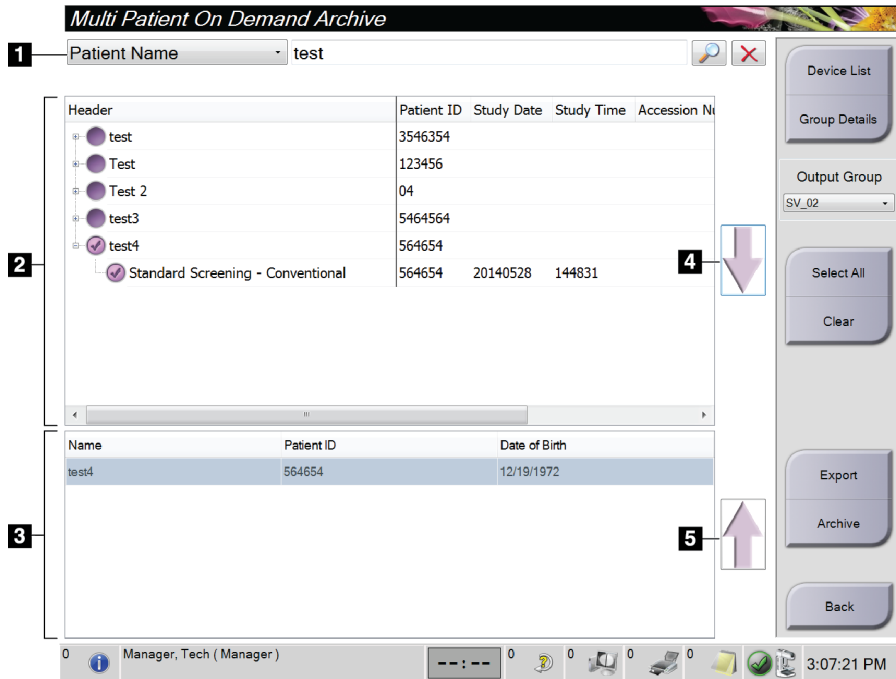 Multi Patient On Demand Archive
1
Patient Name
test
Device List
Group Details
Output Group
SV_02
2
Header Patient ID Study Date Study Time Accession Nu
test 3546354
Test 123456
Test 2 04
test3 5464564
test4 564654
Standard Screening - Conventional 564654 20140528 144831
4
Select All
Clear
3
Name Patient ID Date of Birth
test4 564654 12/19/1972
5
Export
Archive
Back
0 Manager, Tech ( Manager ) --:-- 0 0 0 0 3:07:21 PM